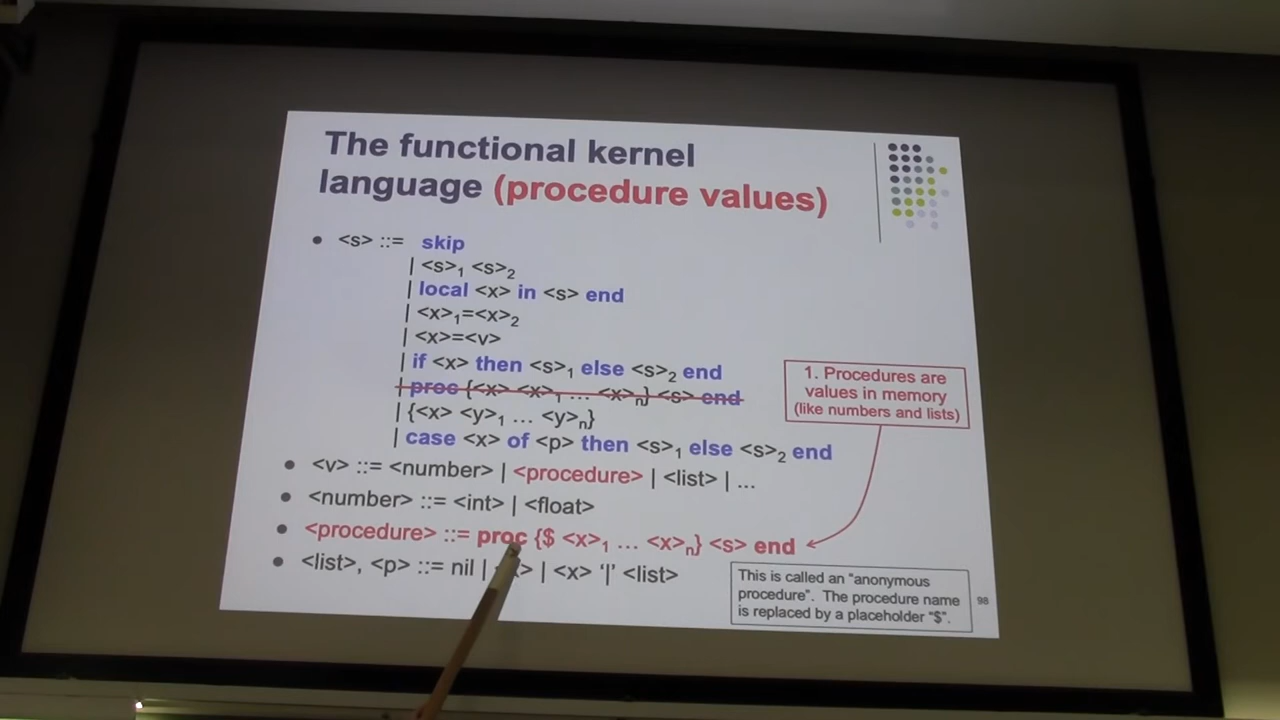 The functional kernel
language (procedure values)
• <s> ::= skip
| <s>1 <s>2
| local <x> in <s> end
| <x>1=<x>2
| <x>=<v>
| if <x> then <s>1 else <s>2 end
| proc {<x> <x>1 … <x>n} <s> end
| {<x> <y>1 … <y>n}
| case <x> of <p> then <s>1 else <s>2 end
• <v> ::= <number> | <procedure> | <list> | …
• <number> ::= <int> | <float>
• <procedure> ::= proc {$ <x>1 … <x>n} <s> end
• <list>, <p> ::= nil | > | <x> '|' <list>
1. Procedures are
values in memory
(like numbers and lists)
This is called an "anonymous
procedure". The procedure name
is replaced by a placeholder "$".
98